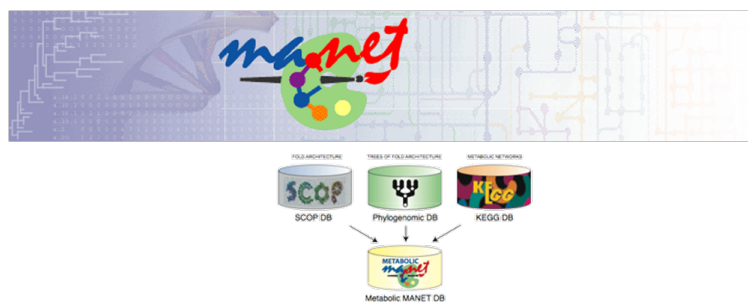 manet
FOLD ARCHITECTURE
TREES OF FOLD ARCHITECTURE
METABOLIC NETWORKS
SCOP
KEGG
SCOP DB
Phylogenomic DB
KEGG DB
METABOLIC
manet
Metabolic MANET DB